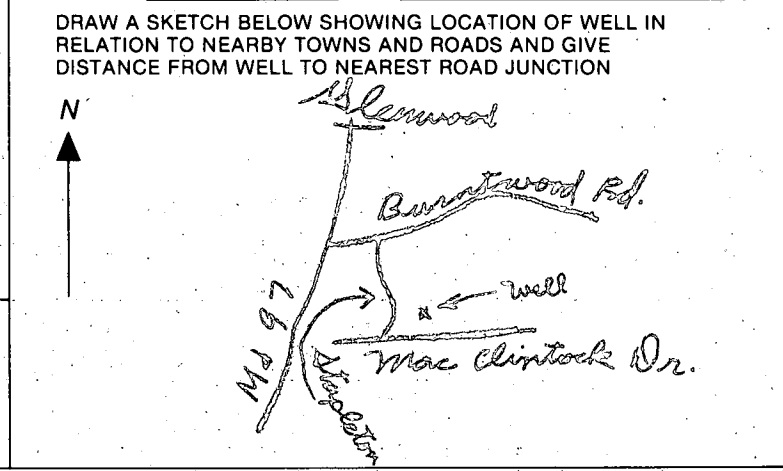 DRAW A SKETCH BELOW SHOWING LOCATION OF WELL IN
RELATION TO NEARBY TOWNS AND ROADS AND GIVE
DISTANCE FROM WELL TO NEAREST ROAD JUNCTION
N
Glenwood
Burntwood Rd.
Well
Md 97
Mac Clintock Dr.
Stapleton